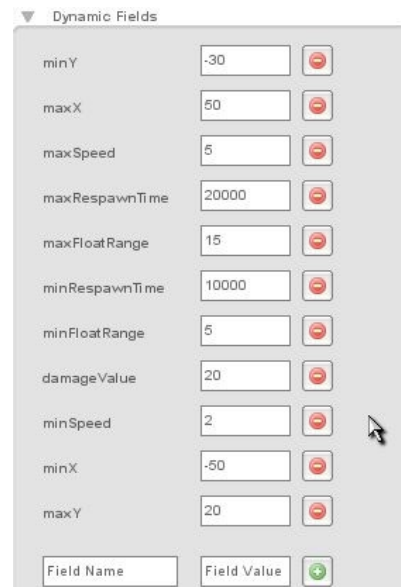 Dynamic Fields
minY -30
maxX 50
maxSpeed 5
maxRespawnTime 20000
maxFloatRange 15
minRespawnTime 10000
minFloatRange 5
damageValue 20
minSpeed 2
minX -50
maxY 20
Field Name Field Value